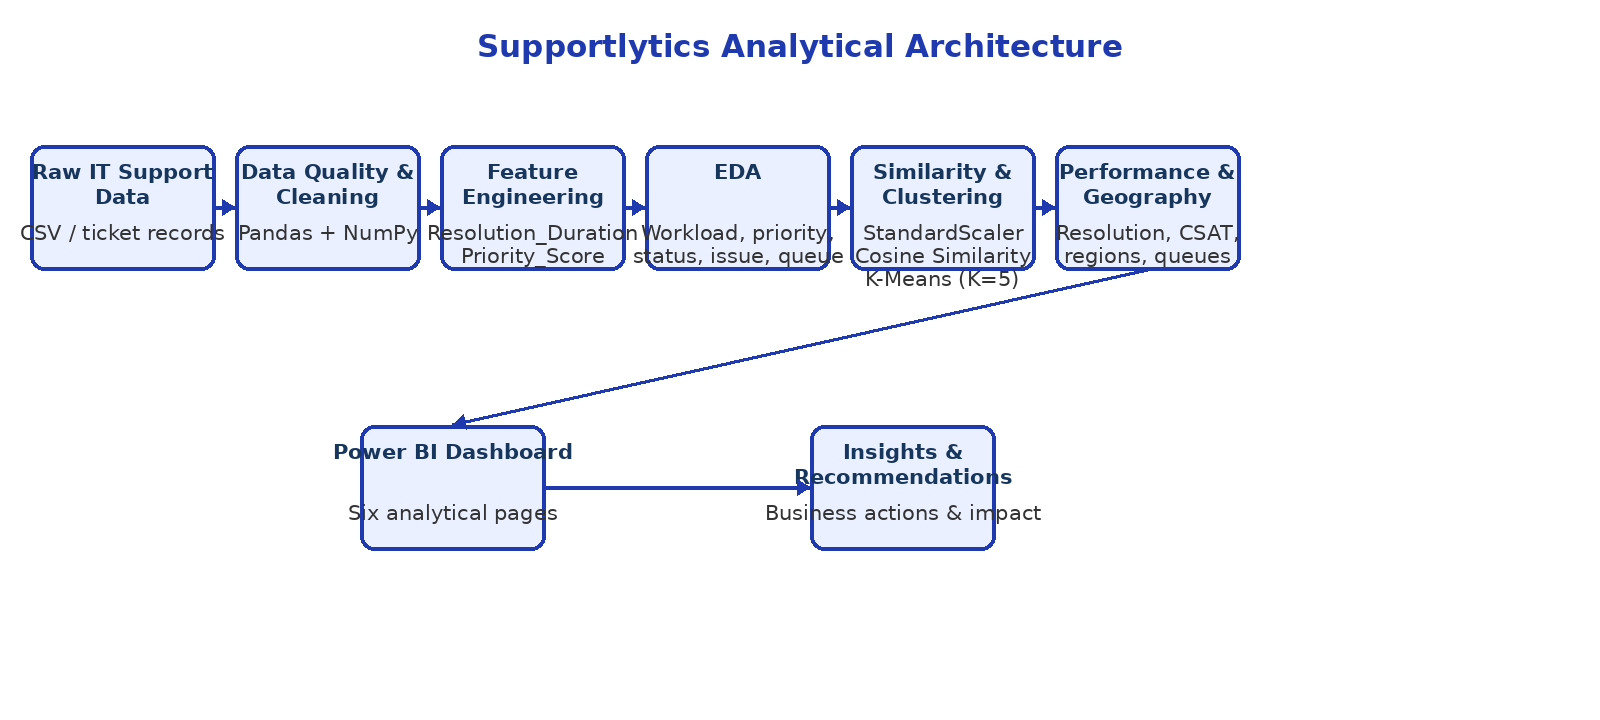 Supportlytics Analytical Architecture
Raw IT Support
Data
CSV / ticket records
Data Quality &
Cleaning
Pandas + NumPy
Feature
Engineering
Resolution_Duration
Priority_Score
EDA
Workload, priority,
status, issue, queue
Similarity &
Clustering
StandardScaler
Cosine Similarity
K-Means (K=5)
Performance &
Geography
Resolution, CSAT,
regions, queues
Power BI Dashboard
Six analytical pages
Insights &
Recommendations
Business actions & impact